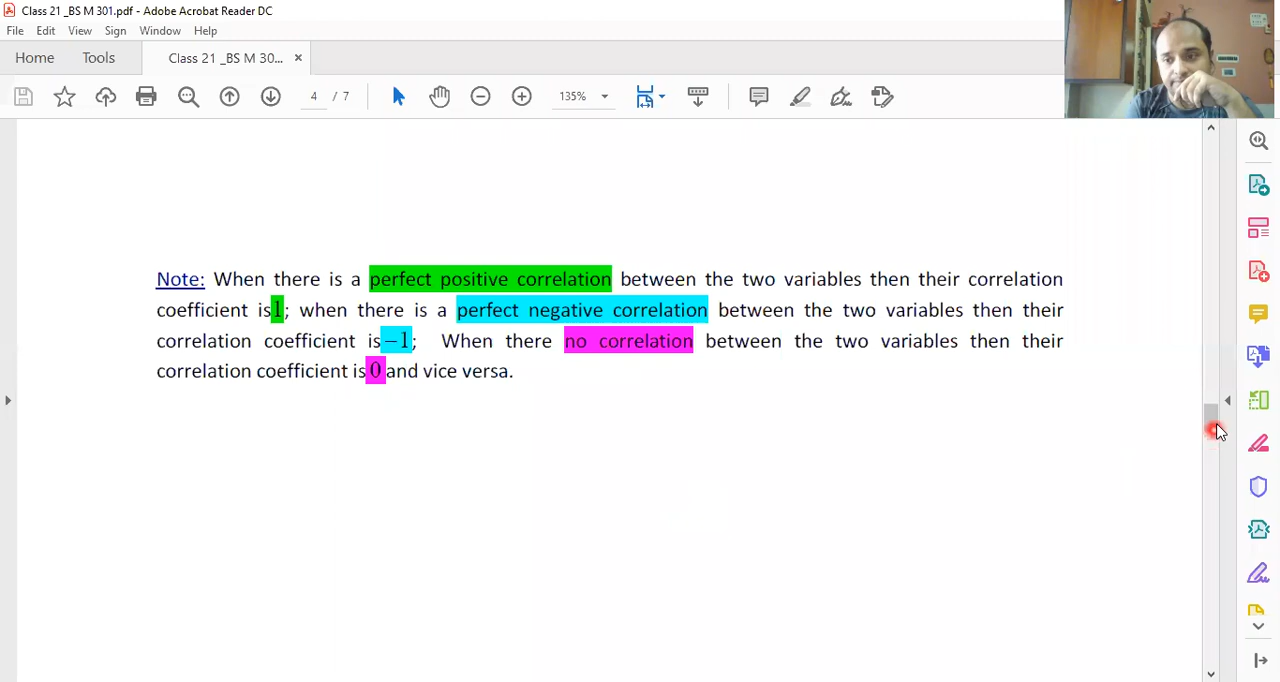 Class 21 _BS M 301.pdf - Adobe Acrobat Reader DC
File Edit View Sign Window Help
Home Tools Class 21 _BS M 30... ×
4 / 7 135%
Note: When there is a perfect positive correlation between the two variables then their correlation
coefficient is 1; when there is a perfect negative correlation between the two variables then their
correlation coefficient is −1; When there no correlation between the two variables then their
correlation coefficient is 0 and vice versa.